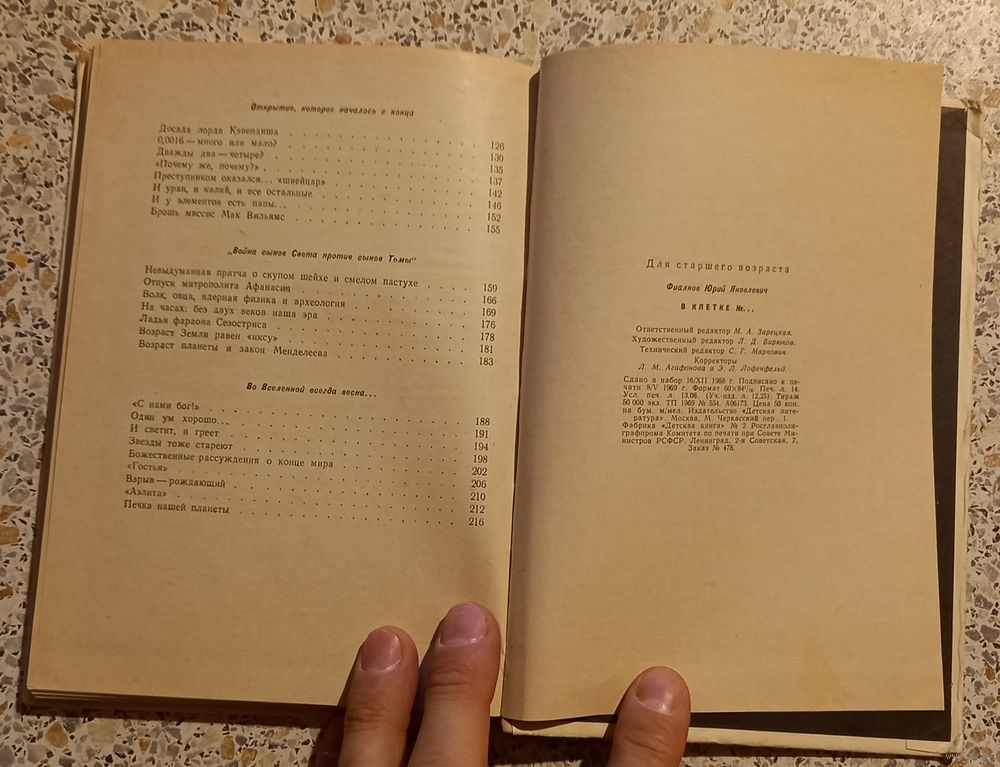 Открытие, которое началось с конца
Досада лорда Кэвендиша . . . 126
0,0016 — много или мало? . . . 130
Дважды два — четыре? . . . 135
«Почему же, почему?» . . . 137
Преступником оказался... «швейцар» . . . 142
И уран, и калий, и все остальные . . . 146
И у элементов есть папы... . . . 152
Брошь миссис Мак Вильямс . . . 155
„Война сынов Света против сынов Тьмы"
Невыдуманная притча о скупом шейхе и смелом пастухе 159
Отпуск митрополита Афанасия . . . 166
Волк, овца, ядерная физика и археология . . . 169
На часах: без двух веков наша эра . . . 176
Ладья фараона Сезостриса . . . 178
Возраст Земли равен «иксу» . . . 181
Возраст планеты и закон Менделеева . . . 183
Во Вселенной всегда весна...
«С нами бог!» . . . 188
Один ум хорошо... . . . 191
И светит, и греет . . . 194
Звезды тоже стареют . . . 198
Божественные рассуждения о конце мира . . . 202
«Гостья» . . . 206
Взрыв — рождающий . . . 210
«Аэлита» . . . 212
Печка нашей планеты . . . 216
Для старшего возраста
Фиалков Юрий Яковлевич
В КЛЕТКЕ №...
Ответственный редактор М. А. Зарецкая.
Художественный редактор Л. Д. Бирюков.
Технический редактор С. Г. Маркович.
Корректоры
Л. М. Агафонова и Э. Л. Лофенфельд.
Сдано в набор 16/XII 1968 г. Подписано к пе-
чати 8/V 1969 г. Формат 60×84¹/₁₆. Печ. л. 14.
Усл. печ. л. 13,06. (Уч.-изд. л. 12,25). Тираж
50 000 экз. ТП 1969 № 554. А06173. Цена 50 коп.
на бум. м/мел. Издательство «Детская лите-
ратура», Москва. М. Черкасский пер., 1.
Фабрика «Детская книга» № 2 Росглавполи-
графпрома Комитета по печати при Совете Ми-
нистров РСФСР. Ленинград. 2-я Советская, 7.
Заказ № 478.